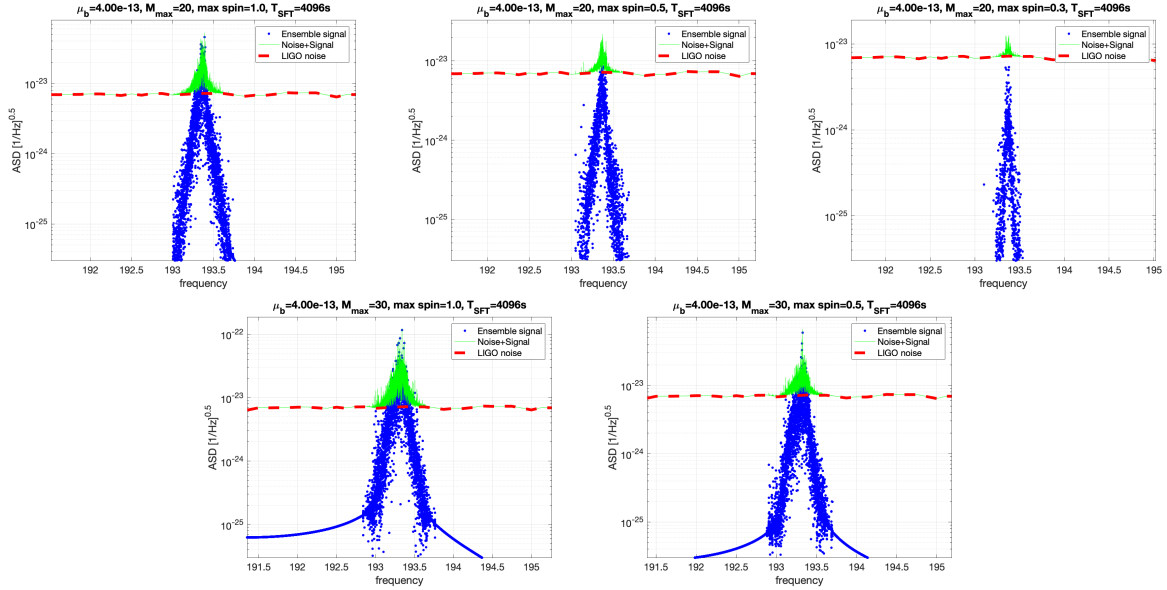 μb=4.00e-13, Mmax=20, max spin=1.0, TSFT=4096s
Ensemble signal
Noise+Signal
LIGO noise
ASD [1/Hz]^0.5
10^-23
10^-24
10^-25
192 192.5 193 193.5 194 194.5 195
frequency
μb=4.00e-13, Mmax=20, max spin=0.5, TSFT=4096s
Ensemble signal
Noise+Signal
LIGO noise
ASD [1/Hz]^0.5
10^-23
10^-24
10^-25
192 192.5 193 193.5 194 194.5 195
frequency
μb=4.00e-13, Mmax=20, max spin=0.3, TSFT=4096s
Ensemble signal
Noise+Signal
LIGO noise
ASD [1/Hz]^0.5
10^-23
10^-24
10^-25
192 192.5 193 193.5 194 194.5 195
frequency
μb=4.00e-13, Mmax=30, max spin=1.0, TSFT=4096s
Ensemble signal
Noise+Signal
LIGO noise
ASD [1/Hz]^0.5
10^-22
10^-23
10^-24
10^-25
191.5 192 192.5 193 193.5 194 194.5 195
frequency
μb=4.00e-13, Mmax=30, max spin=0.5, TSFT=4096s
Ensemble signal
Noise+Signal
LIGO noise
ASD [1/Hz]^0.5
10^-23
10^-24
10^-25
191.5 192 192.5 193 193.5 194 194.5 195
frequency